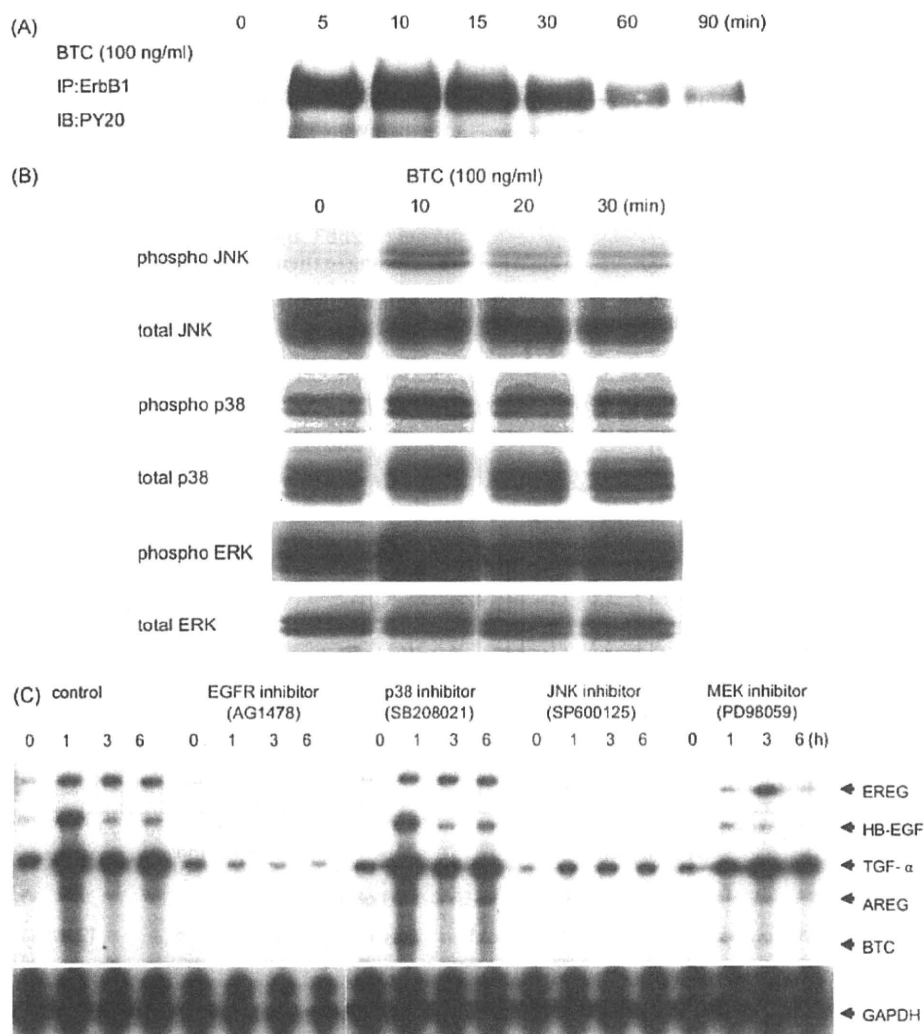 (A)
0 5 10 15 30 60 90 (min)
BTC (100 ng/ml)
IP:ErbB1
IB:PY20
(B)
BTC (100 ng/ml)
0 10 20 30 (min)
phospho JNK
total JNK
phospho p38
total p38
phospho ERK
total ERK
(C) control EGFR inhibitor p38 inhibitor JNK inhibitor MEK inhibitor
(AG1478) (SB208021) (SP600125) (PD98059)
0 1 3 6 0 1 3 6 0 1 3 6 0 1 3 6 0 1 3 6 (h)
EREG
HB-EGF
TGF-α
AREG
BTC
GAPDH